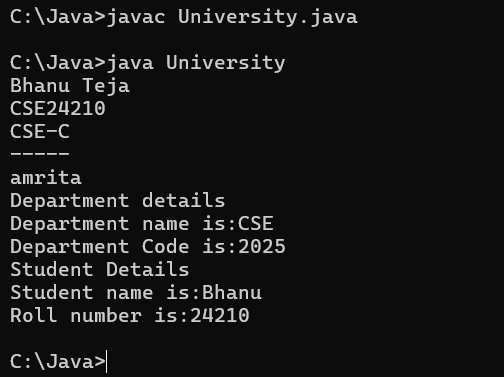 C:\Java>javac University.java
C:\Java>java University
Bhanu Teja
CSE24210
CSE-C
-----
amrita
Department details
Department name is:CSE
Department Code is:2025
Student Details
Student name is:Bhanu
Roll number is:24210
C:\Java>